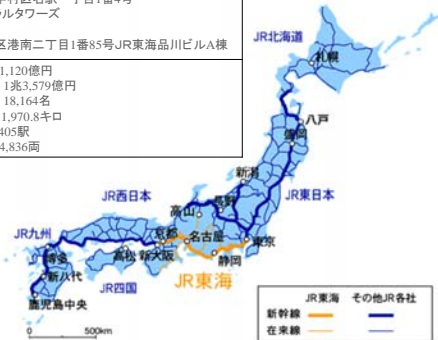 ルタワーズ
区港南二丁目1番85号JR東海品川ビルA棟
1,120億円
1兆3,579億円
18,164名
1,970.8キロ
405駅
4,836両
JR北海道
札幌
八戸
盛岡
新潟
JR西日本
長野
JR東日本
高山
JR九州
京都
名古屋
東京
博多
高松
新大阪
静岡
新八代
JR四国
JR東海
鹿児島中央
JR東海 その他JR各社
新幹線
在来線
0 500km